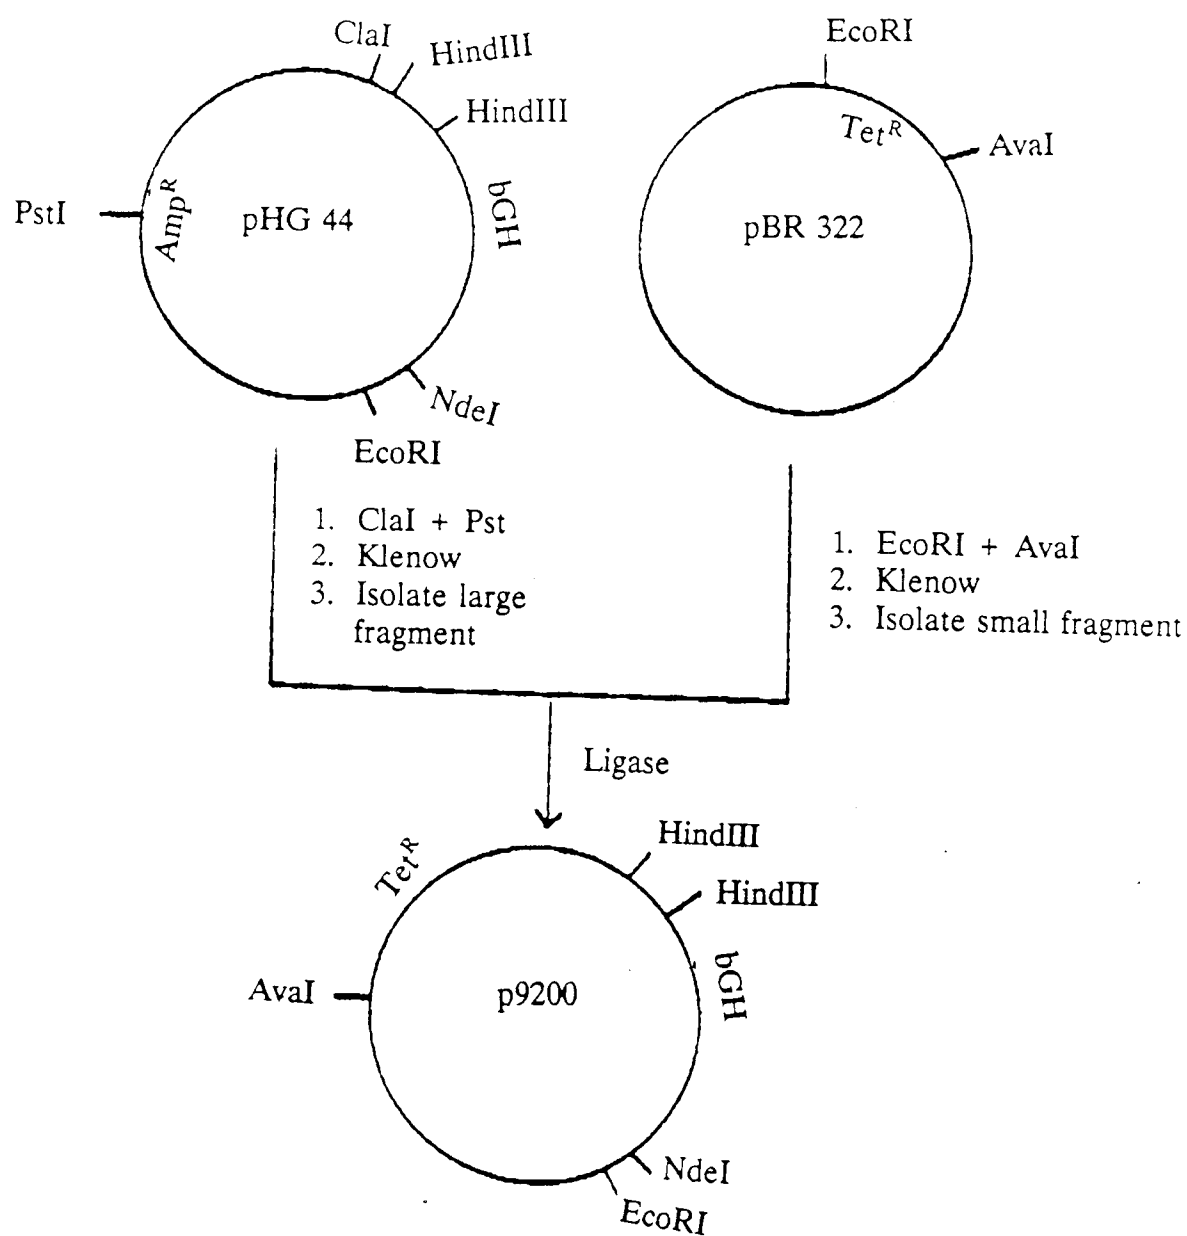 ClaI
HindIII
HindIII
PstI
Amp^R
pHG 44
bGH
NdeI
EcoRI
EcoRI
Tet^R
AvaI
pBR 322
1. ClaI + Pst
2. Klenow
3. Isolate large
fragment
1. EcoRI + AvaI
2. Klenow
3. Isolate small fragment
Ligase
Tet^R
HindIII
HindIII
AvaI
p9200
bGH
NdeI
EcoRI